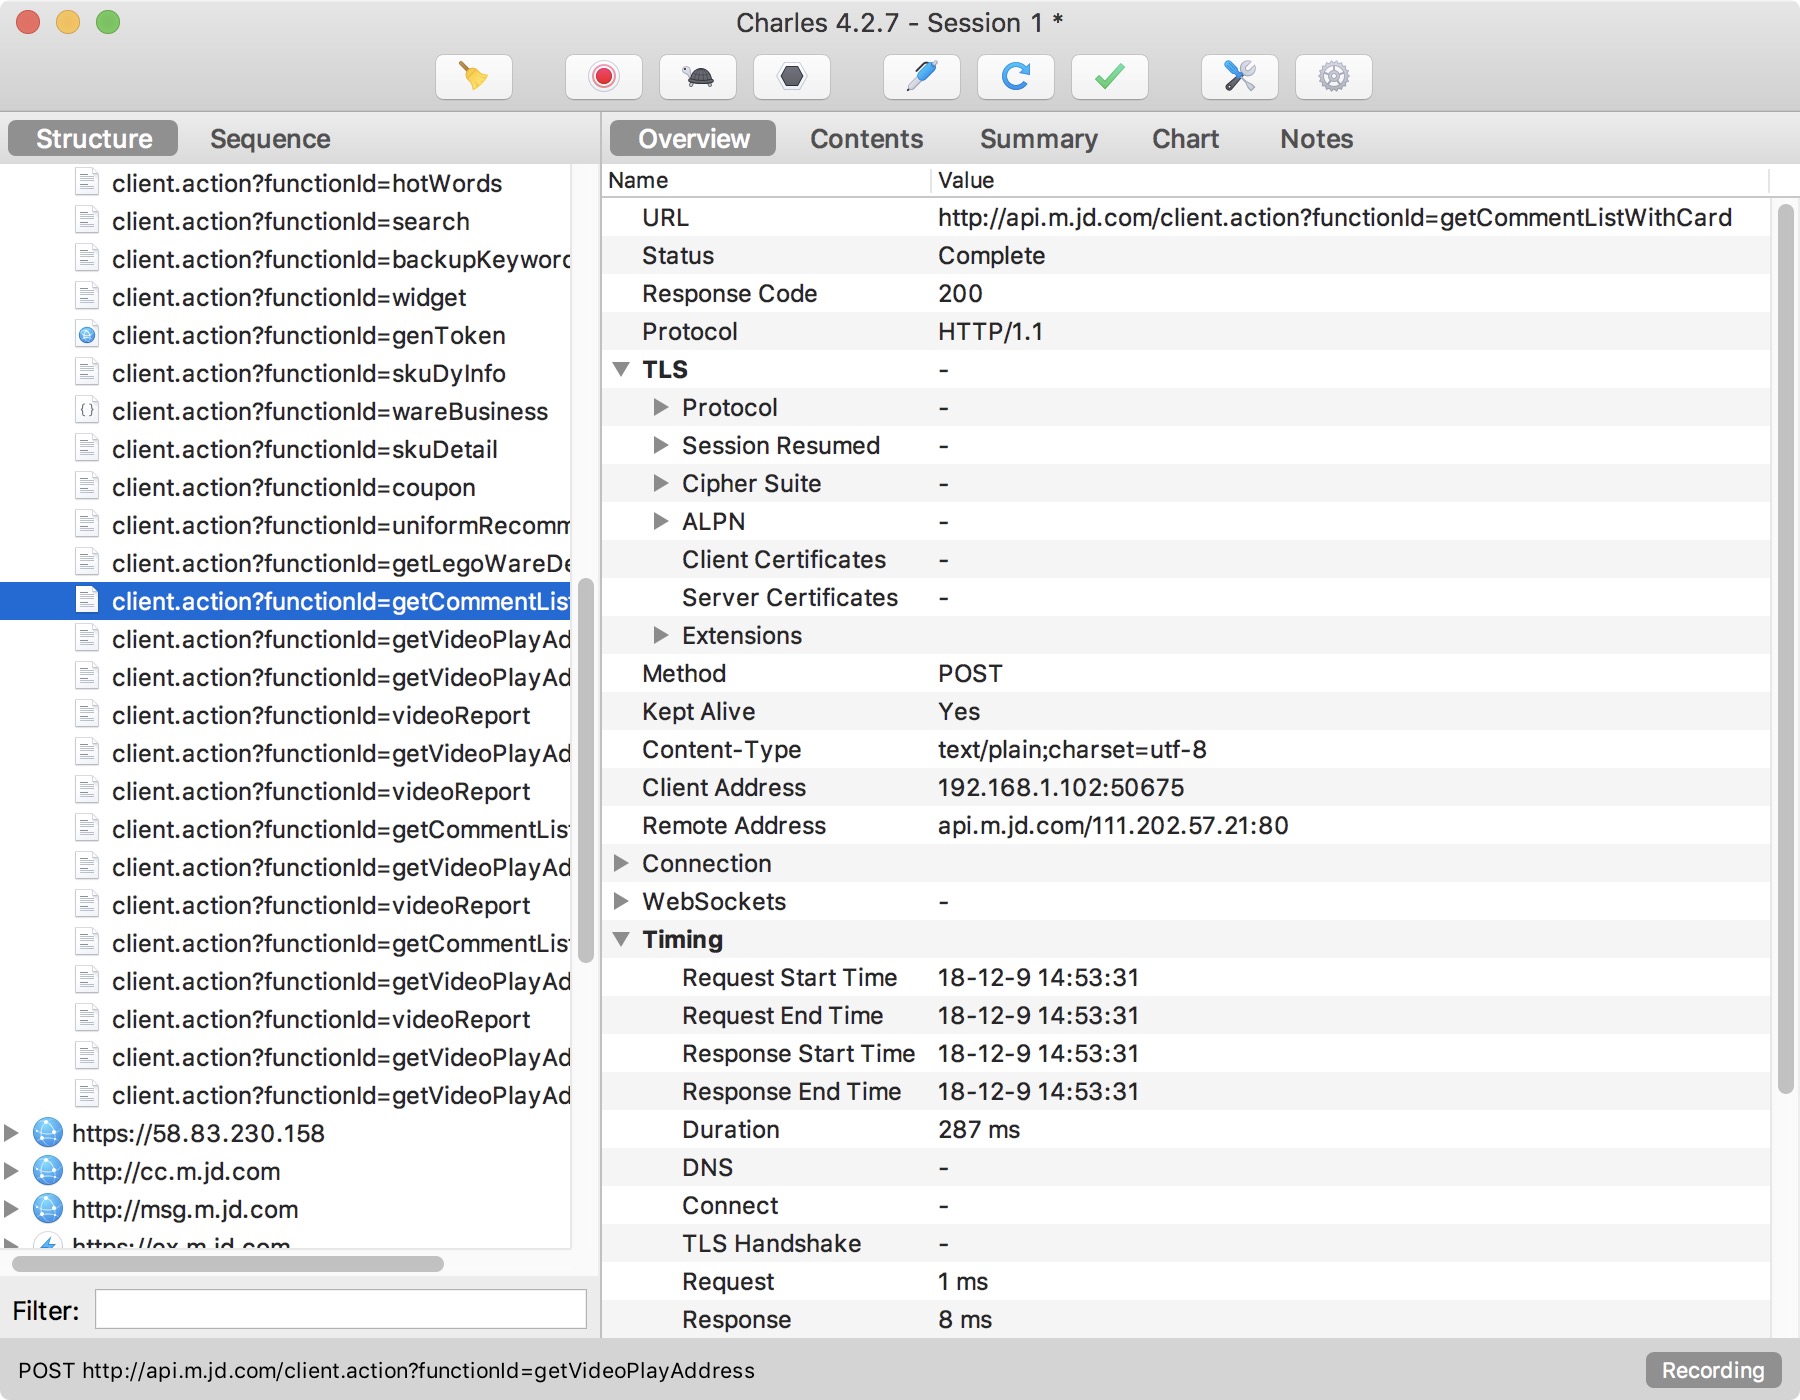 Charles 4.2.7 - Session 1 *
Structure Sequence
Overview Contents Summary Chart Notes
client.action?functionId=hotWords
client.action?functionId=search
client.action?functionId=backupKeyword
client.action?functionId=widget
client.action?functionId=genToken
client.action?functionId=skuDyInfo
{} client.action?functionId=wareBusiness
client.action?functionId=skuDetail
client.action?functionId=coupon
client.action?functionId=uniformRecomm
client.action?functionId=getLegoWareDe
client.action?functionId=getCommentList
client.action?functionId=getVideoPlayAd
client.action?functionId=getVideoPlayAd
client.action?functionId=videoReport
client.action?functionId=getVideoPlayAd
client.action?functionId=videoReport
client.action?functionId=getCommentList
client.action?functionId=getVideoPlayAd
client.action?functionId=videoReport
client.action?functionId=getCommentList
client.action?functionId=getVideoPlayAd
client.action?functionId=videoReport
client.action?functionId=getVideoPlayAd
client.action?functionId=getVideoPlayAd
https://58.83.230.158
http://cc.m.jd.com
http://msg.m.jd.com
https://ex.m.jd.com
Filter:
Name Value
URL http://api.m.jd.com/client.action?functionId=getCommentListWithCard
Status Complete
Response Code 200
Protocol HTTP/1.1
TLS -
Protocol -
Session Resumed -
Cipher Suite -
ALPN -
Client Certificates -
Server Certificates -
Extensions
Method POST
Kept Alive Yes
Content-Type text/plain;charset=utf-8
Client Address 192.168.1.102:50675
Remote Address api.m.jd.com/111.202.57.21:80
Connection
WebSockets -
Timing
Request Start Time 18-12-9 14:53:31
Request End Time 18-12-9 14:53:31
Response Start Time 18-12-9 14:53:31
Response End Time 18-12-9 14:53:31
Duration 287 ms
DNS -
Connect -
TLS Handshake -
Request 1 ms
Response 8 ms
POST http://api.m.jd.com/client.action?functionId=getVideoPlayAddress
Recording